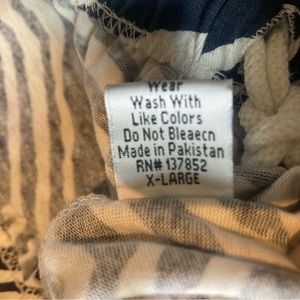 Wear
Wash With
Like Colors
Do Not Bleaecn
Made in Pakistan
RN# 137852
X-LARGE